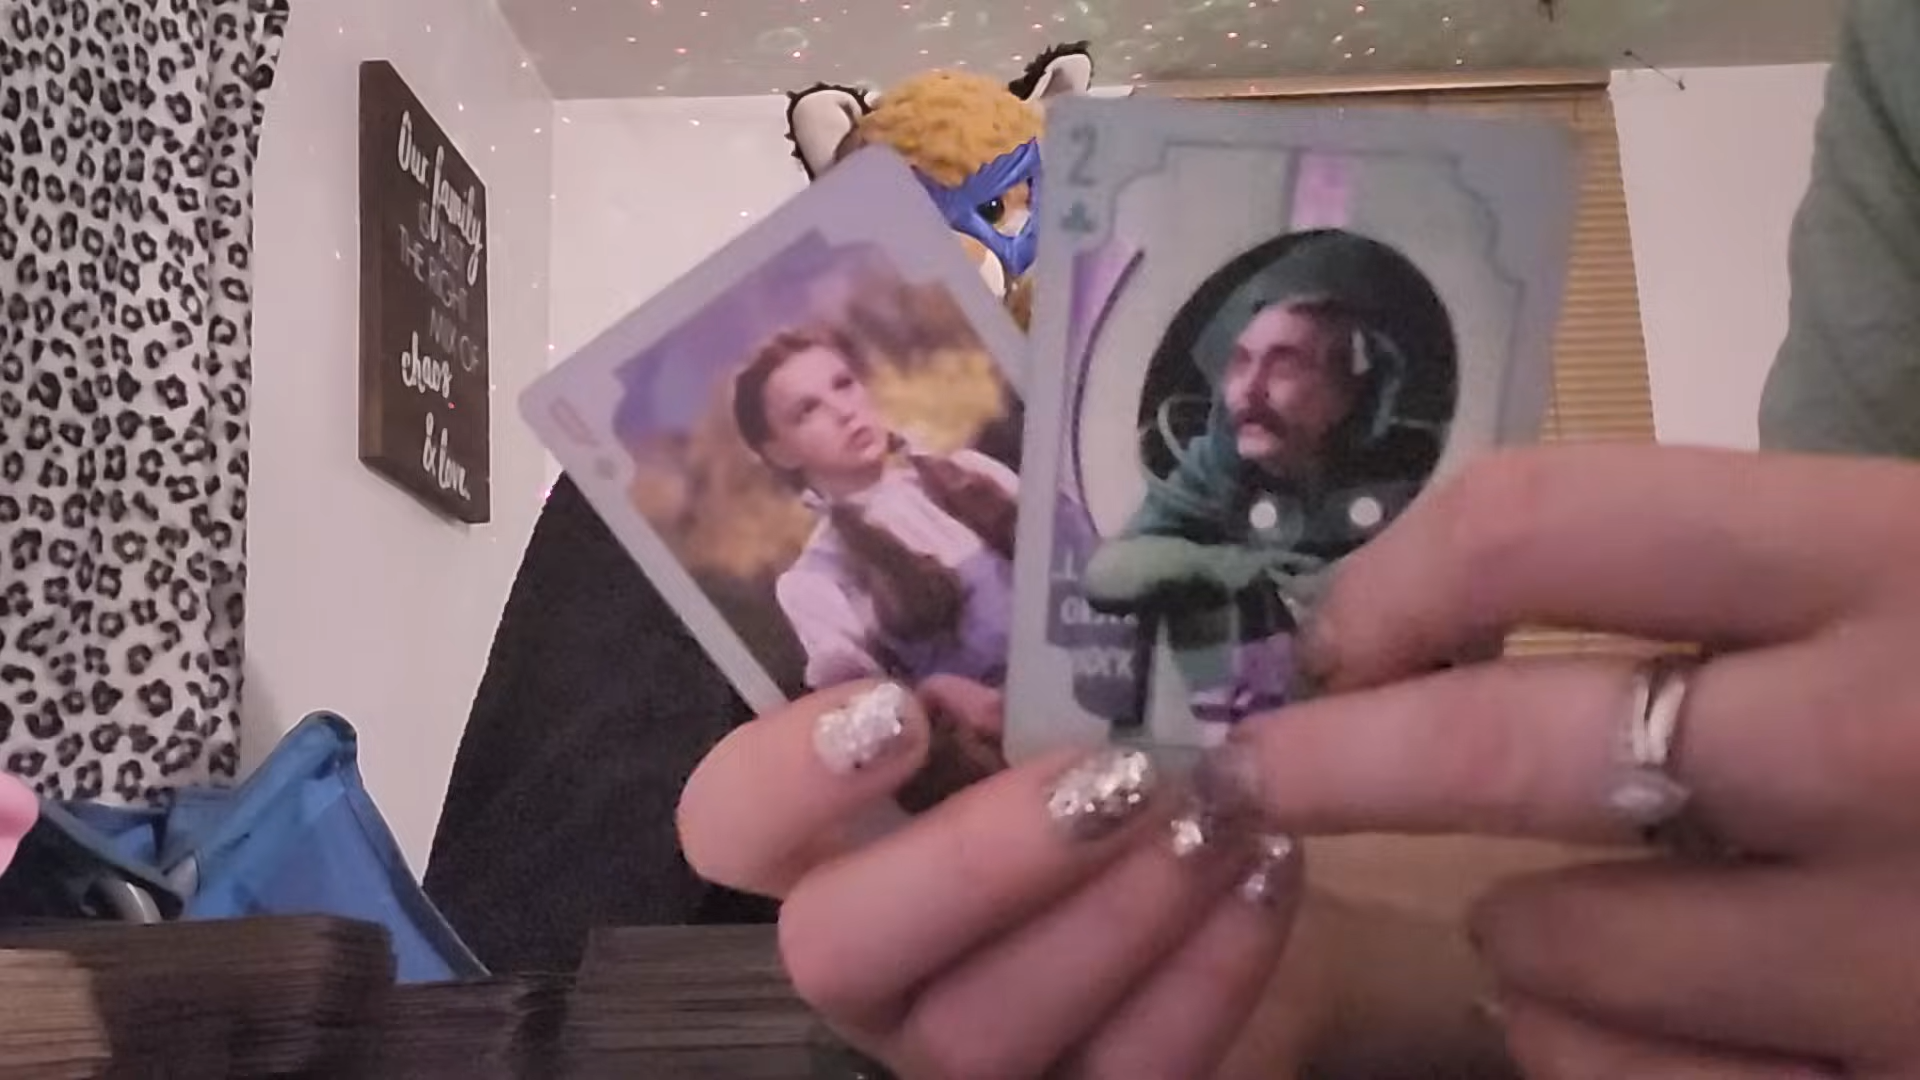 Our family
IS JUST
THE RIGHT
MIX OF
chaos
& love.
2